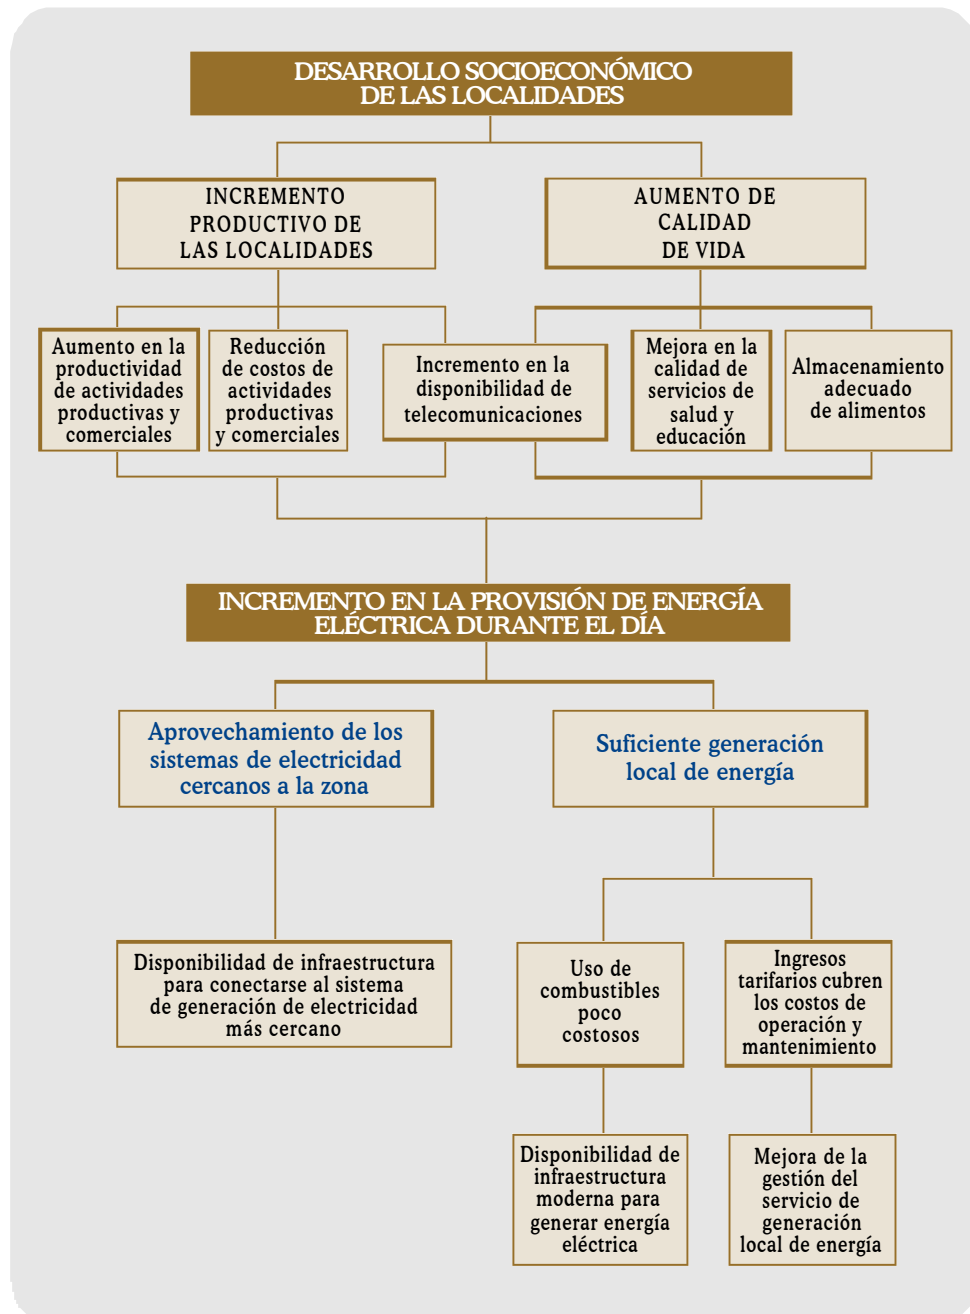 DESARROLLO SOCIOECONÓMICO
DE LAS LOCALIDADES
INCREMENTO
PRODUCTIVO DE
LAS LOCALIDADES
AUMENTO DE
CALIDAD
DE VIDA
Aumento en la
productividad
de actividades
productivas y
comerciales
Reducción
de costos de
actividades
productivas
y comerciales
Incremento en la
disponibilidad de
telecomunicaciones
Mejora en la
calidad de
servicios de
salud y
educación
Almacenamiento
adecuado
de alimentos
INCREMENTO EN LA PROVISIÓN DE ENERGÍA
ELÉCTRICA DURANTE EL DÍA
Aprovechamiento de los
sistemas de electricidad
cercanos a la zona
Suficiente generación
local de energía
Disponibilidad de infraestructura
para conectarse al sistema
de generación de electricidad
más cercano
Uso de
combustibles
poco
costosos
Ingresos
tarifarios cubren
los costos de
operación y
mantenimiento
Disponibilidad de
infraestructura
moderna para
generar energía
eléctrica
Mejora de la
gestión del
servicio de
generación
local de energía